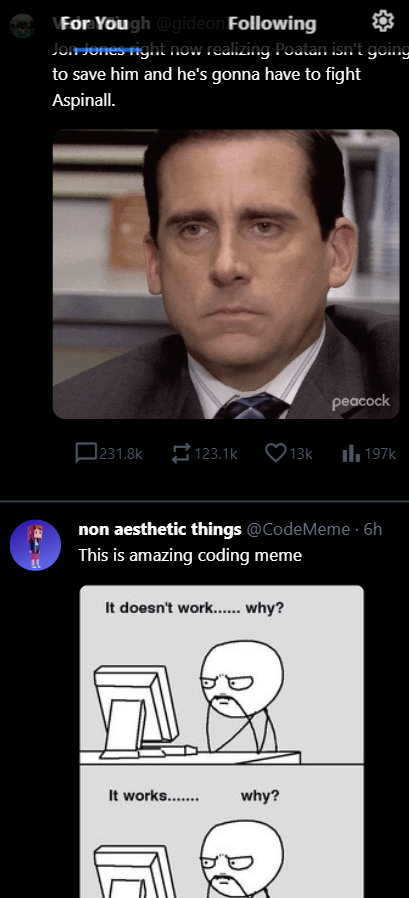 For You
Following
@gideon
Jon Jones right now realizing Poatan isn't going
to save him and he's gonna have to fight
Aspinall.
peacock
231.8k 123.1k 13k 197k
non aesthetic things @CodeMeme · 6h
This is amazing coding meme
It doesn't work...... why?
It works....... why?